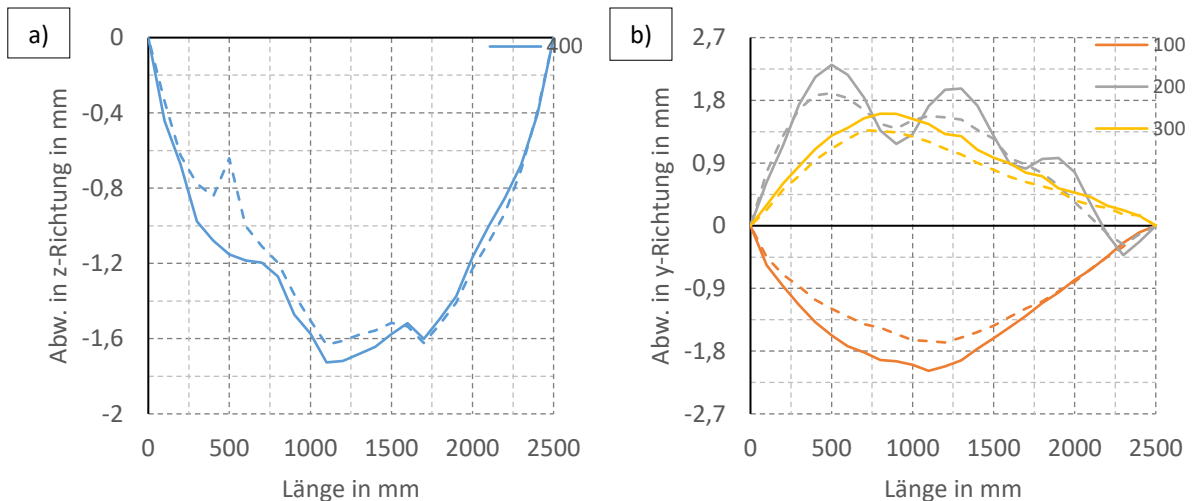 a)
400
Abw. in z-Richtung in mm
0
-0,4
-0,8
-1,2
-1,6
-2
0 500 1000 1500 2000 2500
Länge in mm
b)
100
200
300
Abw. in y-Richtung in mm
2,7
1,8
0,9
0
-0,9
-1,8
-2,7
0 500 1000 1500 2000 2500
Länge in mm